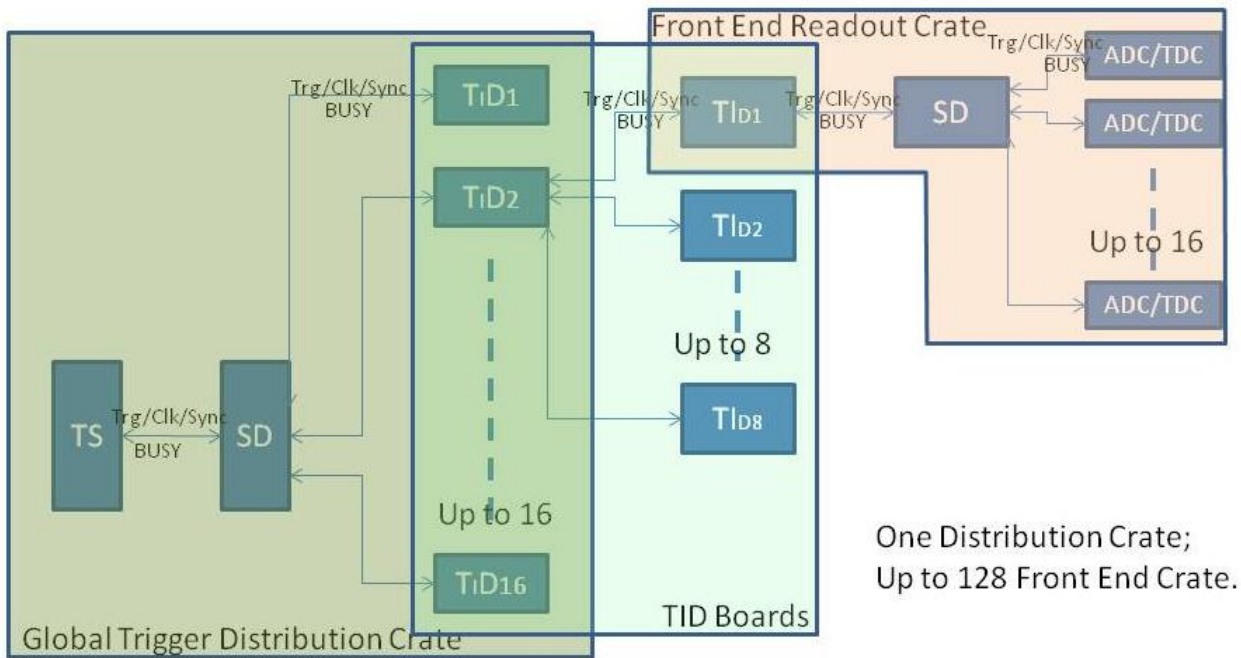 Front End Readout Crate
Trg/Clk/Sync
BUSY
ADC/TDC
Trg/Clk/Sync
BUSY
TID1
Trg/Clk/Sync
BUSY
TID1
Trg/Clk/Sync
BUSY
SD
ADC/TDC
TID2
TID2
Up to 16
ADC/TDC
Up to 8
TS
Trg/Clk/Sync
BUSY
SD
TID8
Up to 16
One Distribution Crate;
Up to 128 Front End Crate.
TID16
TID Boards
Global Trigger Distribution Crate